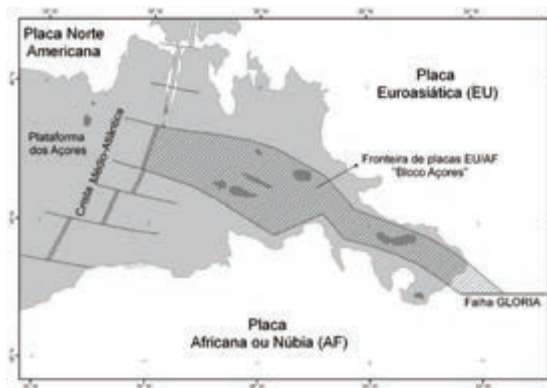 Placa Norte
Americana
Placa
Euroasiática (EU)
Plataforma
dos Açores
Crista Médio-Atlântica
Fronteira de placas EU/AF
"Bloco Açores"
Falha GLORIA
Placa
Africana ou Núbia (AF)